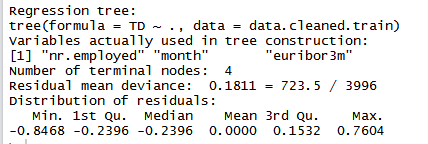 Regression tree:
tree(formula = TD ~ ., data = data.cleaned.train)
Variables actually used in tree construction:
[1] "nr.employed" "month"       "euribor3m"
Number of terminal nodes:  4
Residual mean deviance:  0.1811 = 723.5 / 3996
Distribution of residuals:
   Min. 1st Qu.  Median    Mean 3rd Qu.    Max.
-0.8468 -0.2396 -0.2396  0.0000  0.1532  0.7604